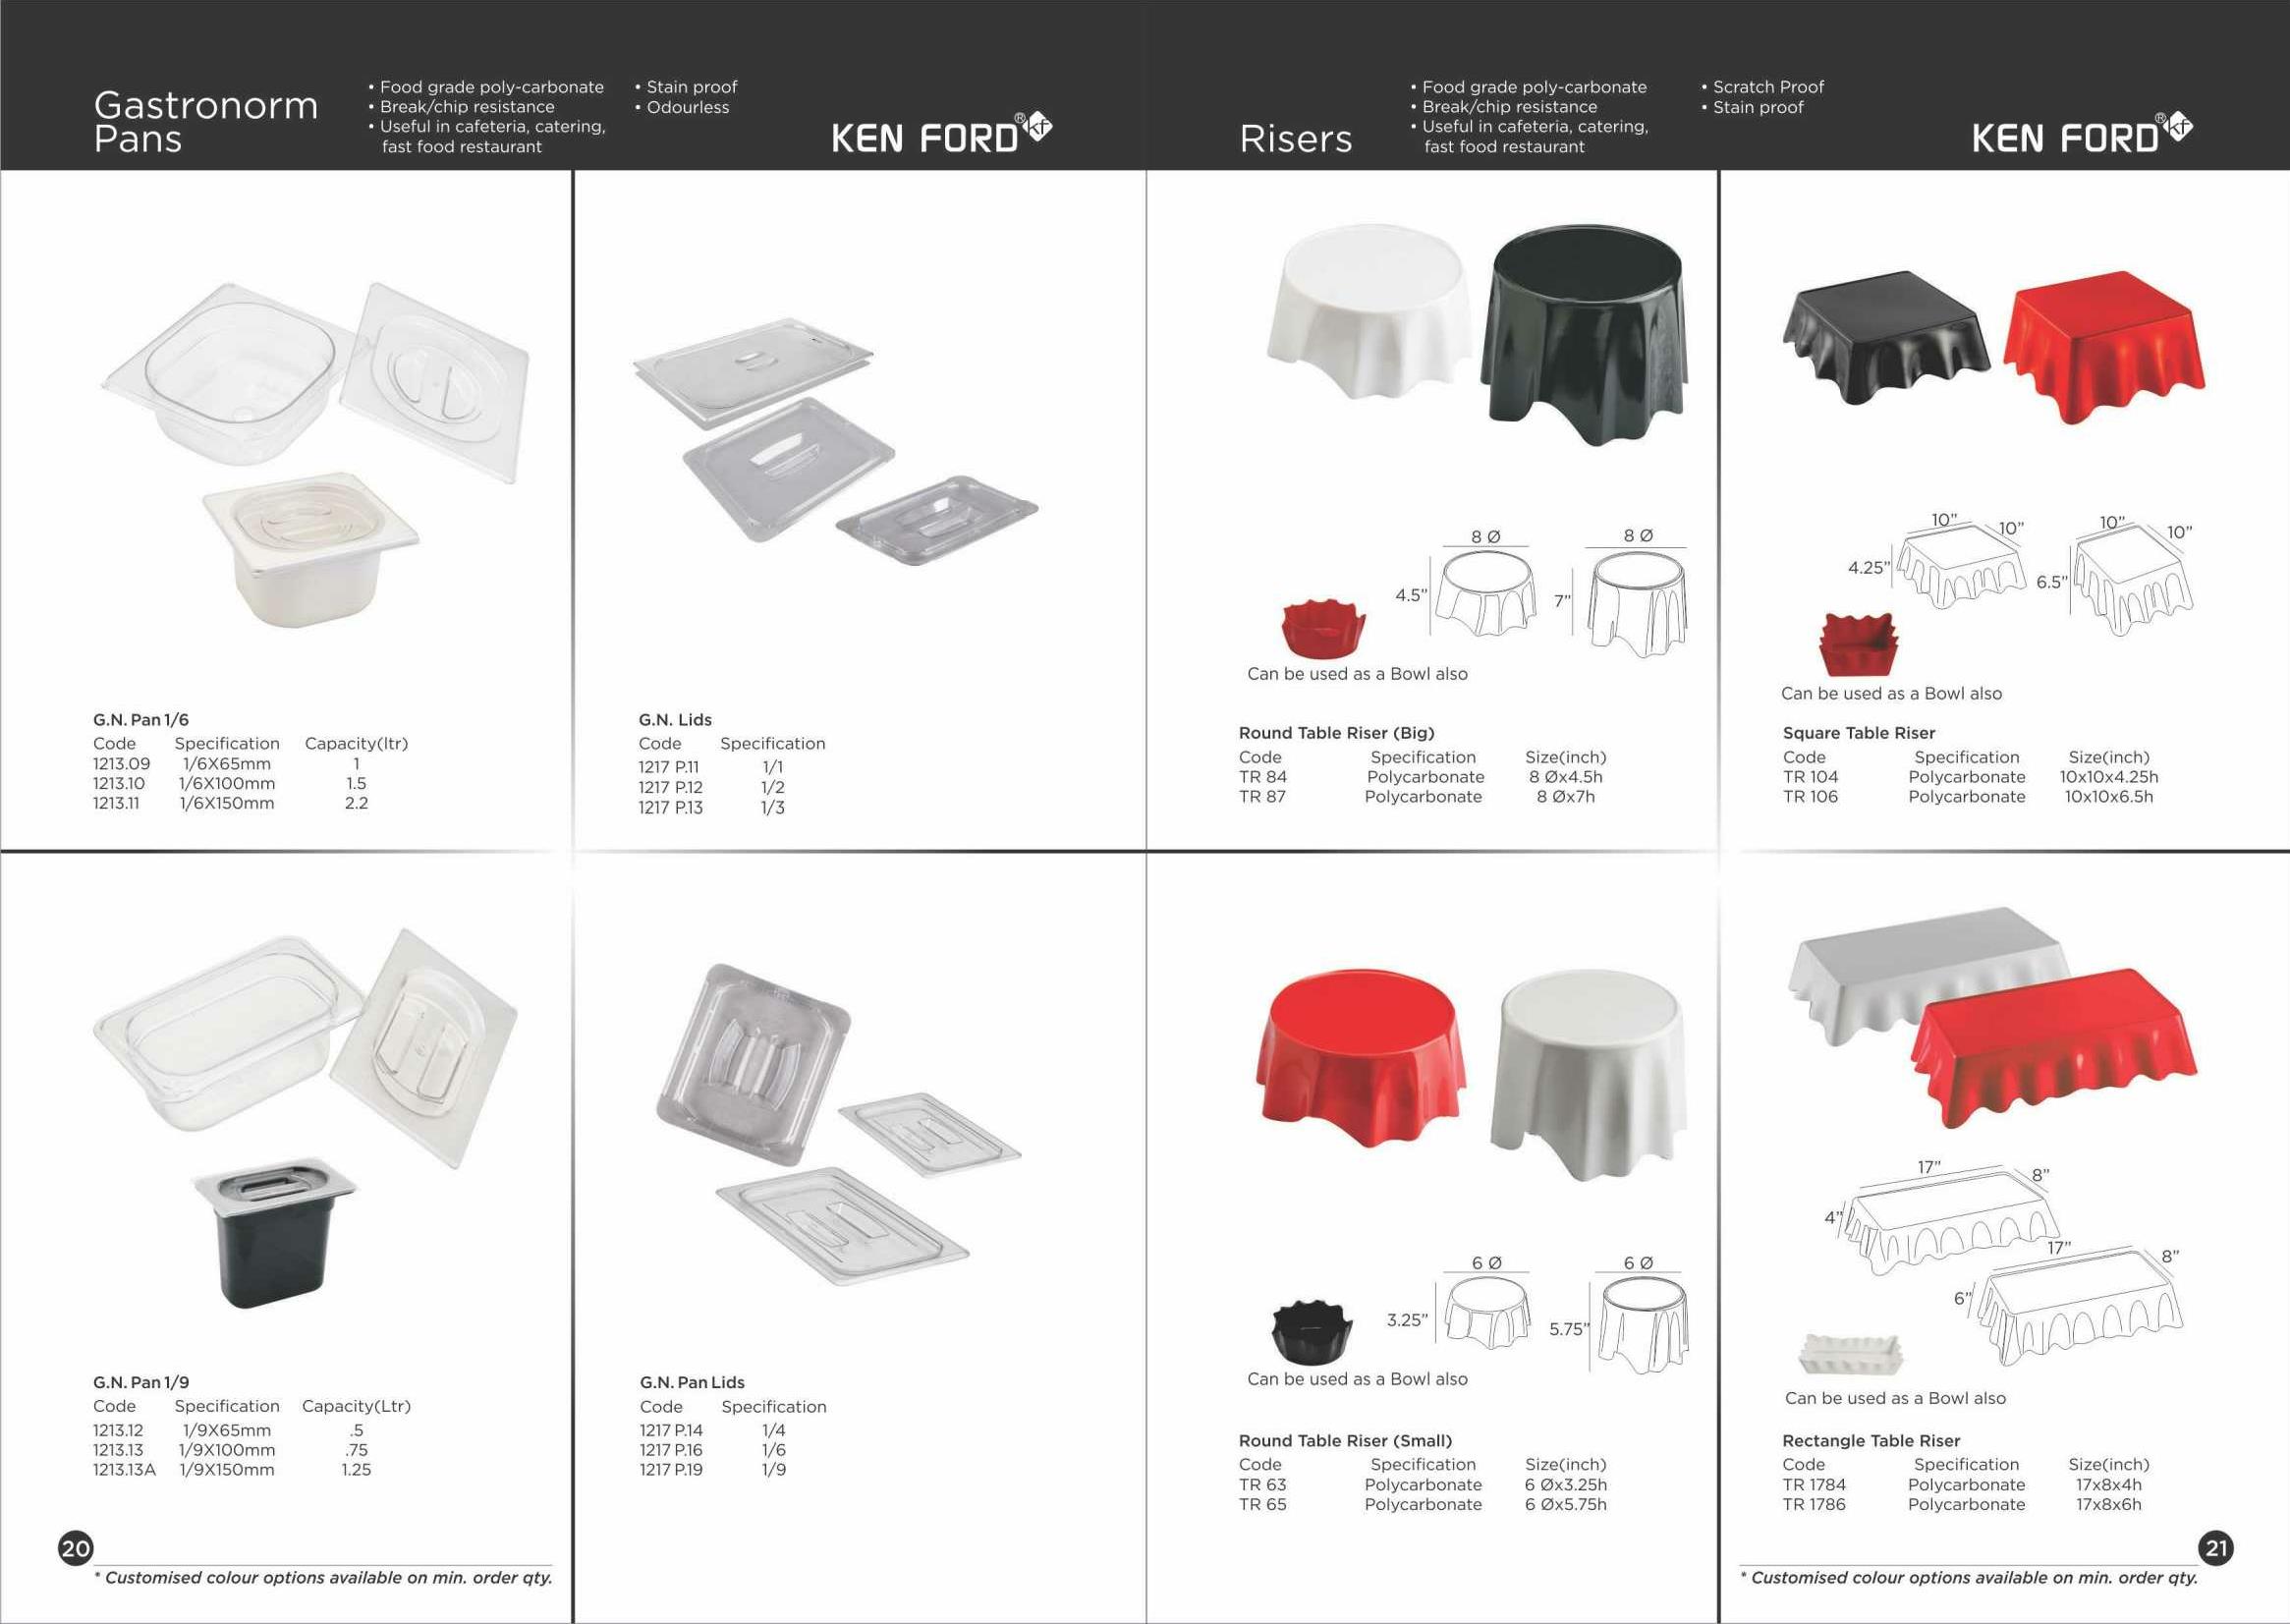 Gastronorm
Pans
• Food grade poly-carbonate
• Break/chip resistance
• Useful in cafeteria, catering,
fast food restaurant
• Stain proof
• Odourless
KEN FORD® kf
Risers
• Food grade poly-carbonate
• Break/chip resistance
• Useful in cafeteria, catering,
fast food restaurant
• Scratch Proof
• Stain proof
KEN FORD® kf
G.N. Pan 1/6
Code Specification Capacity(ltr)
1213.09 1/6X65mm 1
1213.10 1/6X100mm 1.5
1213.11 1/6X150mm 2.2
G.N. Lids
Code Specification
1217 P.11 1/1
1217 P.12 1/2
1217 P.13 1/3
8 Ø
8 Ø
4.5"
7"
Can be used as a Bowl also
Round Table Riser (Big)
Code Specification Size(inch)
TR 84 Polycarbonate 8 Øx4.5h
TR 87 Polycarbonate 8 Øx7h
10"
10"
10"
10"
4.25"
6.5"
Can be used as a Bowl also
Square Table Riser
Code Specification Size(inch)
TR 104 Polycarbonate 10x10x4.25h
TR 106 Polycarbonate 10x10x6.5h
G.N. Pan 1/9
Code Specification Capacity(Ltr)
1213.12 1/9X65mm .5
1213.13 1/9X100mm .75
1213.13A 1/9X150mm 1.25
G.N. Pan Lids
Code Specification
1217 P.14 1/4
1217 P.16 1/6
1217 P.19 1/9
6 Ø
6 Ø
3.25"
5.75"
Can be used as a Bowl also
Round Table Riser (Small)
Code Specification Size(inch)
TR 63 Polycarbonate 6 Øx3.25h
TR 65 Polycarbonate 6 Øx5.75h
17"
8"
4"
17"
8"
6"
Can be used as a Bowl also
Rectangle Table Riser
Code Specification Size(inch)
TR 1784 Polycarbonate 17x8x4h
TR 1786 Polycarbonate 17x8x6h
20
* Customised colour options available on min. order qty.
21
* Customised colour options available on min. order qty.